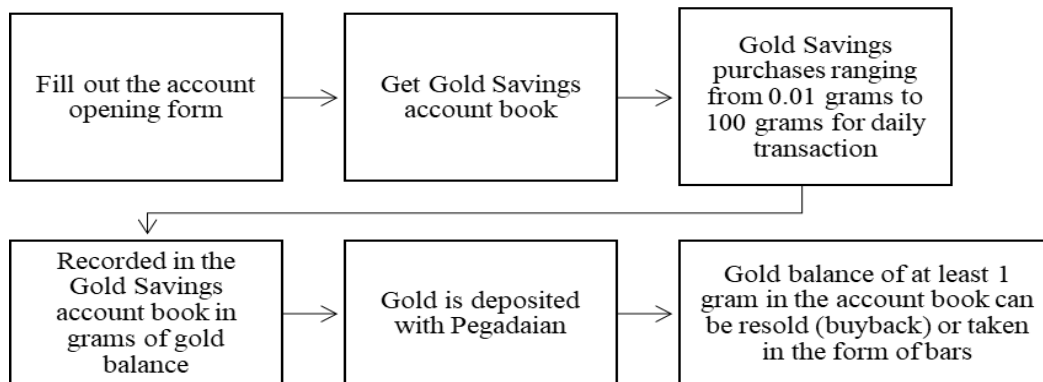 Fill out the account
opening form
Get Gold Savings
account book
Gold Savings
purchases ranging
from 0.01 grams to
100 grams for daily
transaction
Recorded in the
Gold Savings
account book in
grams of gold
balance
Gold is deposited
with Pegadaian
Gold balance of at least 1
gram in the account book can
be resold (buyback) or taken
in the form of bars